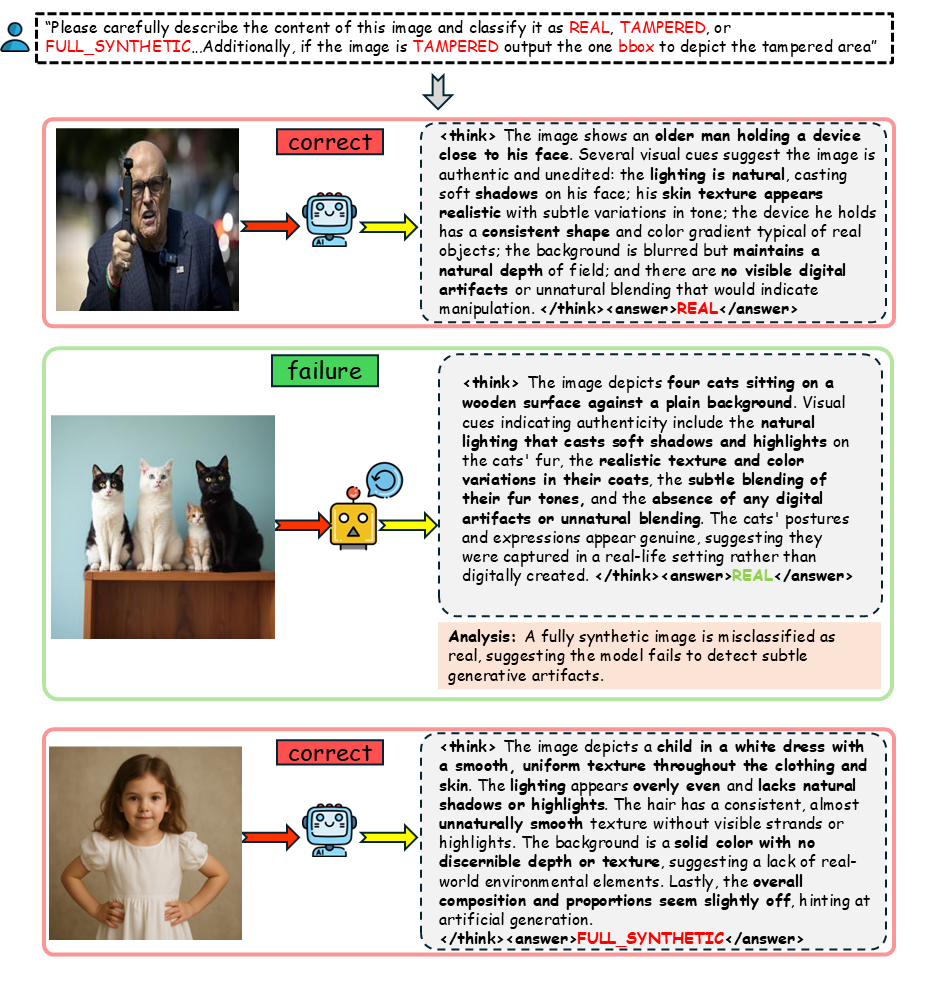 “Please carefully describe the content of this image and classify it as REAL, TAMPERED, or
FULL_SYNTHETIC...Additionally, if the image is TAMPERED output the one bbox to depict the tampered area”
correct
AI
<think> The image shows an older man holding a device
close to his face. Several visual cues suggest the image is
authentic and unedited: the lighting is natural, casting
soft shadows on his face; his skin texture appears
realistic with subtle variations in tone; the device he holds
has a consistent shape and color gradient typical of real
objects; the background is blurred but maintains a
natural depth of field; and there are no visible digital
artifacts or unnatural blending that would indicate
manipulation. </think><answer>REAL</answer>
failure
<think> The image depicts four cats sitting on a
wooden surface against a plain background. Visual
cues indicating authenticity include the natural
lighting that casts soft shadows and highlights on
the cats' fur, the realistic texture and color
variations in their coats, the subtle blending of
their fur tones, and the absence of any digital
artifacts or unnatural blending. The cats' postures
and expressions appear genuine, suggesting they
were captured in a real-life setting rather than
digitally created. </think><answer>REAL</answer>
Analysis: A fully synthetic image is misclassified as
real, suggesting the model fails to detect subtle
generative artifacts.
correct
AI
<think> The image depicts a child in a white dress with
a smooth, uniform texture throughout the clothing and
skin. The lighting appears overly even and lacks natural
shadows or highlights. The hair has a consistent, almost
unnaturally smooth texture without visible strands or
highlights. The background is a solid color with no
discernible depth or texture, suggesting a lack of real-
world environmental elements. Lastly, the overall
composition and proportions seem slightly off, hinting at
artificial generation.
</think><answer>FULL_SYNTHETIC</answer>